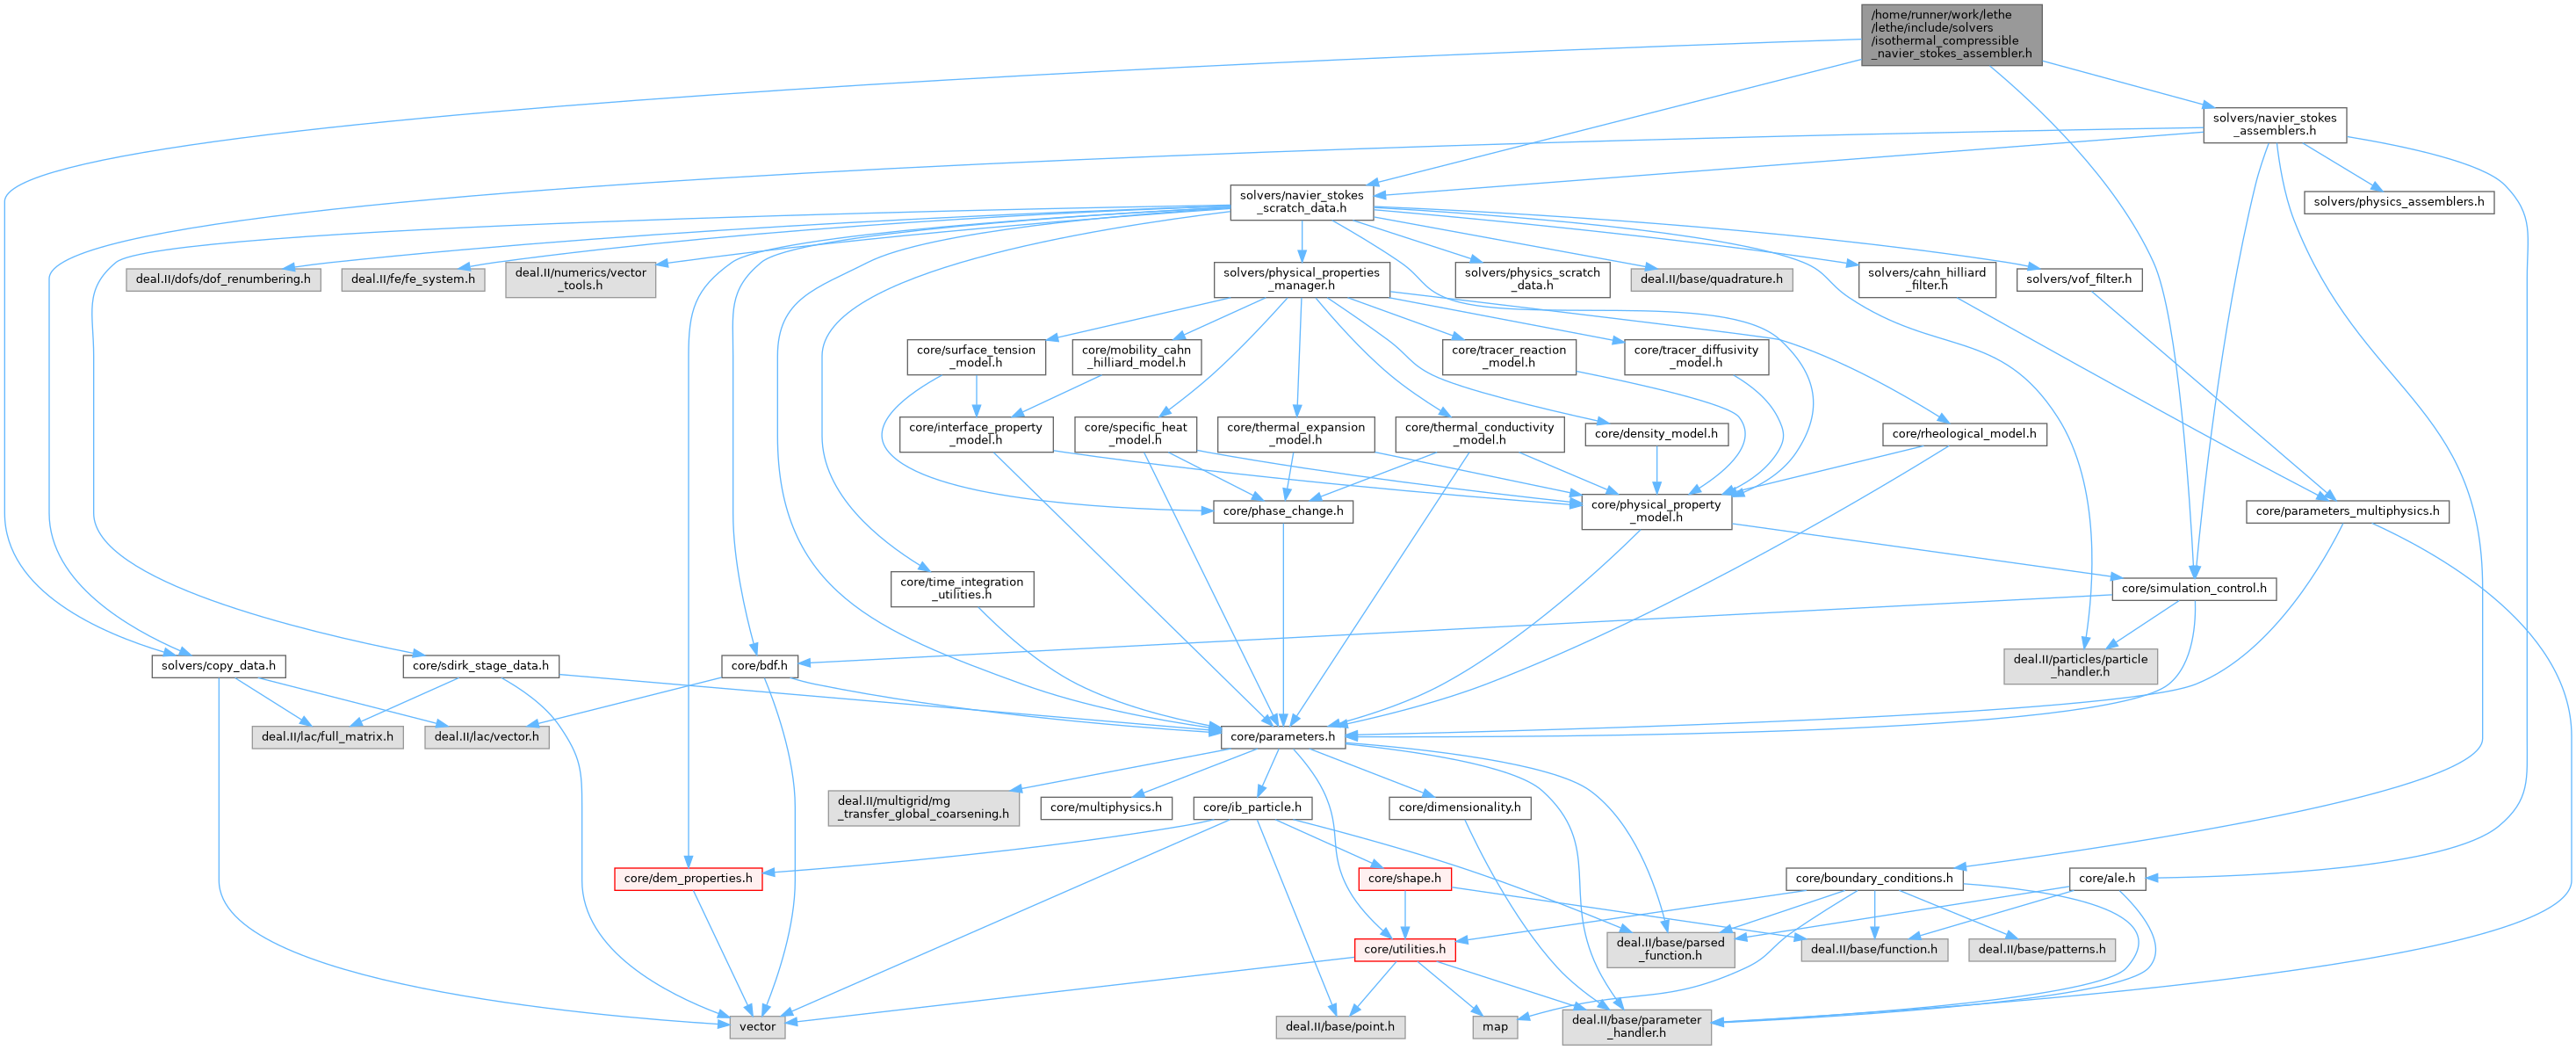 /home/runner/work/lethe
/lethe/include/solvers
/isothermal_compressible
_navier_stokes_assembler.h
solvers/navier_stokes
_assemblers.h
solvers/navier_stokes
_scratch_data.h
solvers/physics_assemblers.h
deal.II/dofs/dof_renumbering.h
deal.II/fe/fe_system.h
deal.II/numerics/vector
_tools.h
solvers/physical_properties
_manager.h
solvers/physics_scratch
_data.h
deal.II/base/quadrature.h
solvers/cahn_hilliard
_filter.h
solvers/vof_filter.h
core/surface_tension
_model.h
core/mobility_cahn
_hilliard_model.h
core/tracer_reaction
_model.h
core/tracer_diffusivity
_model.h
core/interface_property
_model.h
core/specific_heat
_model.h
core/thermal_expansion
_model.h
core/thermal_conductivity
_model.h
core/density_model.h
core/rheological_model.h
core/phase_change.h
core/physical_property
_model.h
core/parameters_multiphysics.h
core/time_integration
_utilities.h
core/simulation_control.h
solvers/copy_data.h
core/sdirk_stage_data.h
core/bdf.h
deal.II/particles/particle
_handler.h
deal.II/lac/full_matrix.h
deal.II/lac/vector.h
core/parameters.h
deal.II/multigrid/mg
_transfer_global_coarsening.h
core/multiphysics.h
core/ib_particle.h
core/dimensionality.h
core/dem_properties.h
core/shape.h
core/boundary_conditions.h
core/ale.h
core/utilities.h
deal.II/base/parsed
_function.h
deal.II/base/function.h
deal.II/base/patterns.h
vector
deal.II/base/point.h
map
deal.II/base/parameter
_handler.h